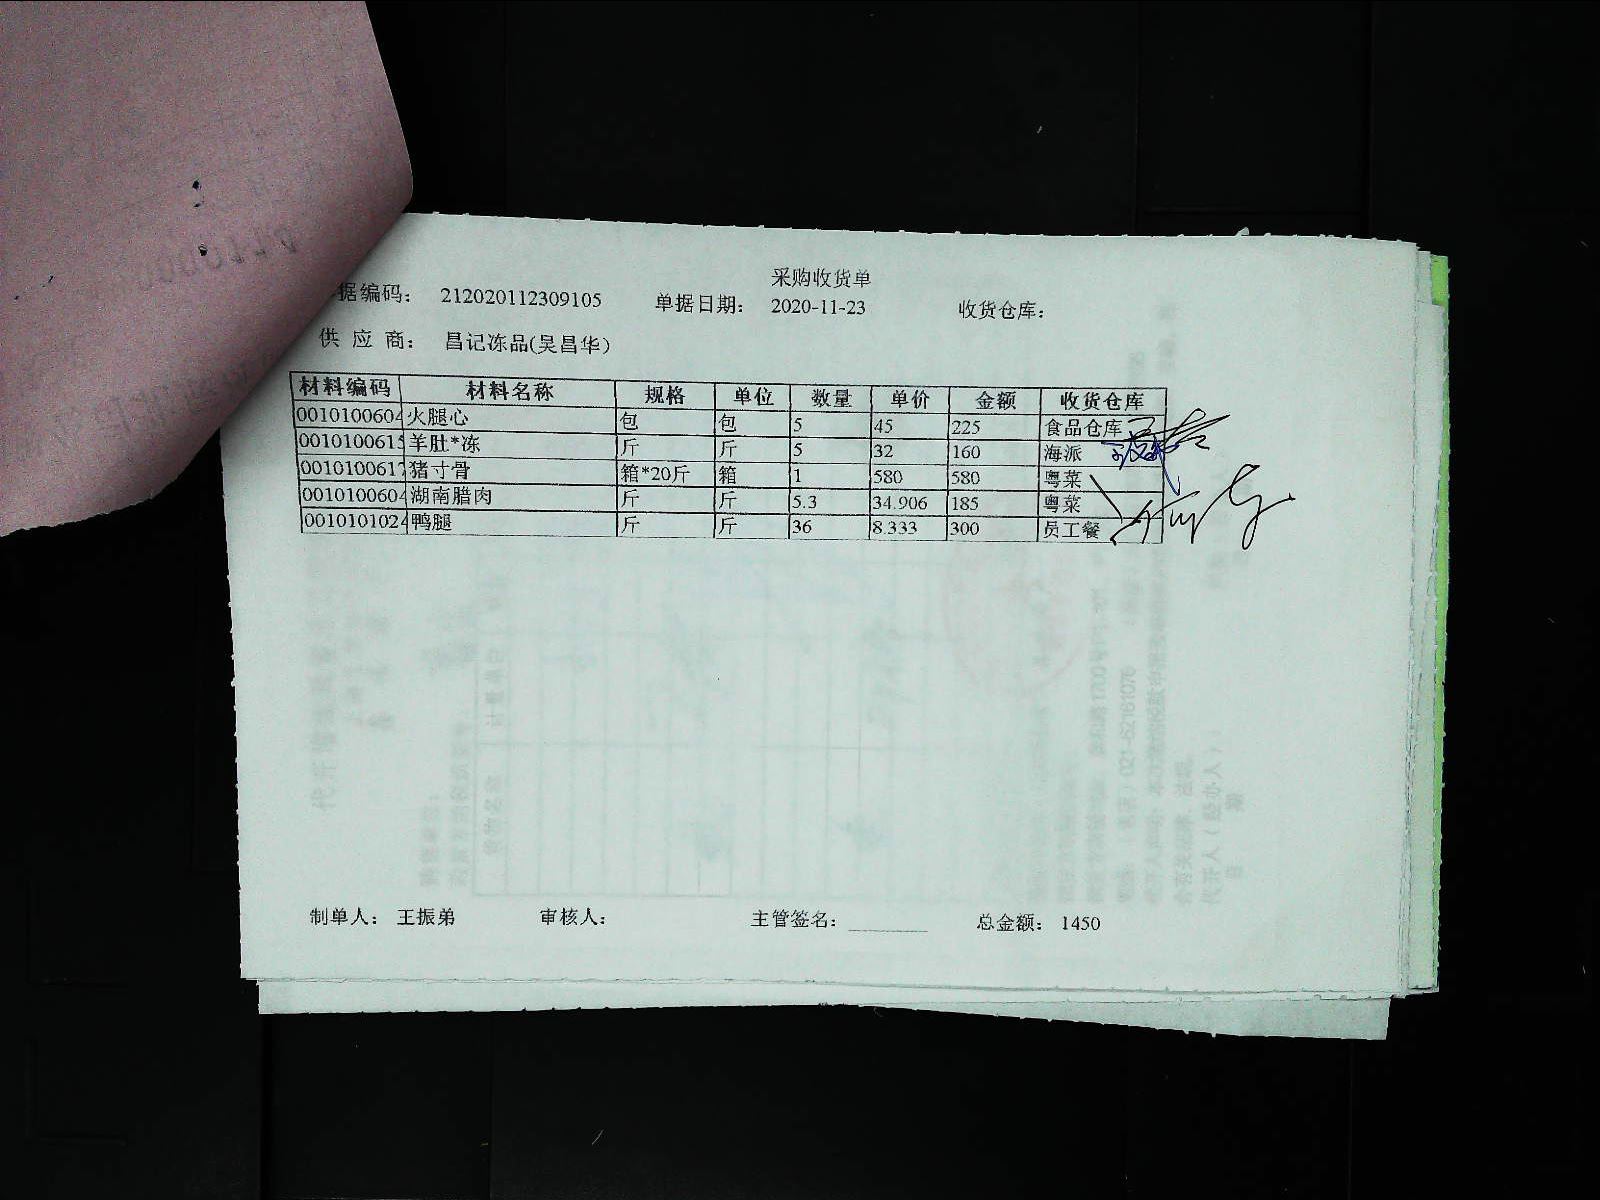 采购收货单
据编码： 212020112309105 单据日期： 2020-11-23 收货仓库：
供 应 商： 昌记冻品(吴昌华)
材料编码 材料名称 规格 单位 数量 单价 金额 收货仓库
0010100604 火腿心 包 包 5 45 225 食品仓库
0010100615 羊肚*冻 斤 斤 5 32 160 海派
0010100617 猪寸骨 箱*20斤 箱 1 580 580 粤菜
0010100604 湖南腊肉 斤 斤 5.3 34.906 185 粤菜
0010101024 鸭腿 斤 斤 36 8.333 300 员工餐
制单人： 王振弟 审核人： 主管签名： 总金额： 1450